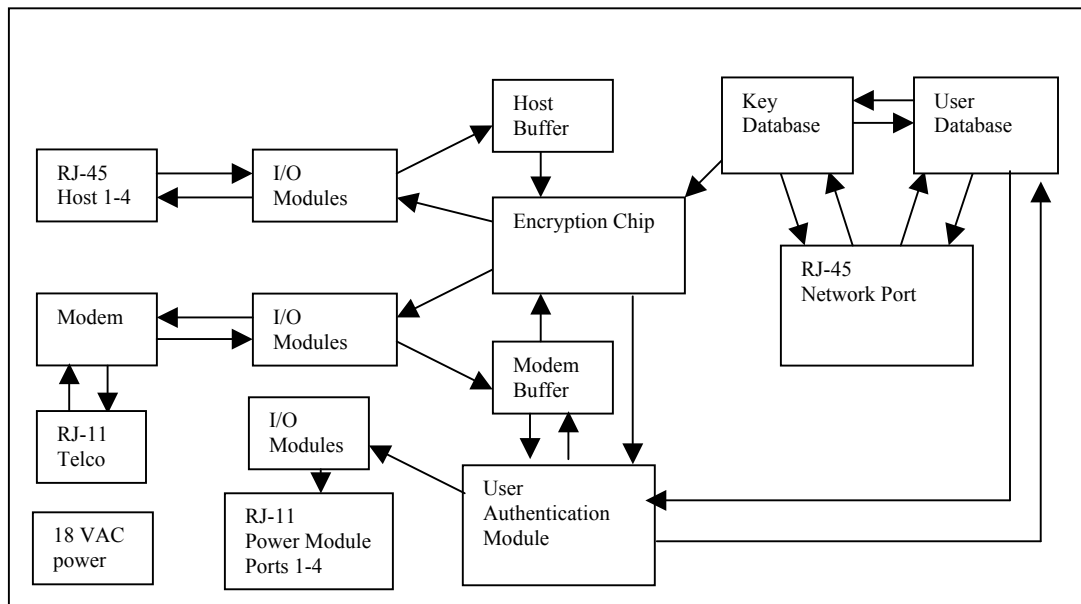 Host
Buffer
Key
Database
User
Database
RJ-45
Host 1-4
I/O
Modules
Encryption Chip
RJ-45
Network Port
Modem
I/O
Modules
Modem
Buffer
RJ-11
Telco
I/O
Modules
User
Authentication
Module
18 VAC
power
RJ-11
Power Module
Ports 1-4